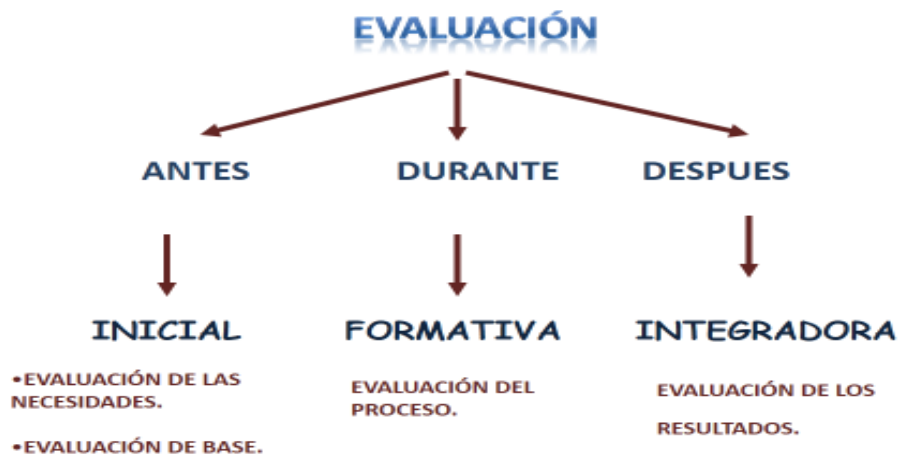 EVALUACIÓN
ANTES
DURANTE
DESPUES
INICIAL
FORMATIVA
INTEGRADORA
•EVALUACIÓN DE LAS
NECESIDADES.
•EVALUACIÓN DE BASE.
EVALUACIÓN DEL
PROCESO.
EVALUACIÓN DE LOS
RESULTADOS.